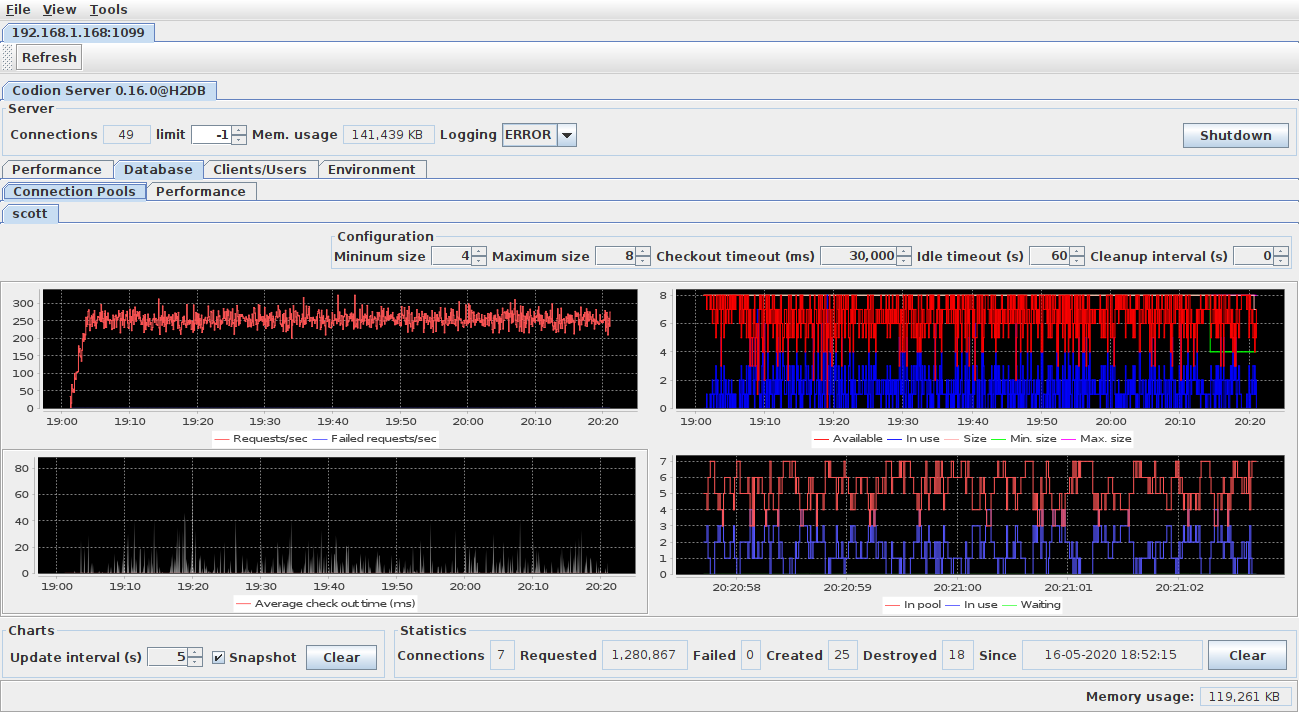 File View Tools
192.168.1.168:1099
Refresh
Codion Server 0.16.0@H2DB
Server
Connections 49 limit -1 Mem. usage 141,439 KB Logging ERROR Shutdown
Performance Database Clients/Users Environment
Connection Pools Performance
scott
Configuration
Mininum size 4 Maximum size 8 Checkout timeout (ms) 30,000 Idle timeout (s) 60 Cleanup interval (s) 0
300
250
200
150
100
50
0
19:00 19:10 19:20 19:30 19:40 19:50 20:00 20:10 20:20
Requests/sec Failed requests/sec
8
6
4
2
0
19:00 19:10 19:20 19:30 19:40 19:50 20:00 20:10 20:20
Available In use Size Min. size Max. size
80
60
40
20
0
19:00 19:10 19:20 19:30 19:40 19:50 20:00 20:10 20:20
Average check out time (ms)
7
6
5
4
3
2
1
0
20:20:58 20:20:59 20:21:00 20:21:01 20:21:02
In pool In use Waiting
Charts
Update interval (s) 5 Snapshot Clear
Statistics
Connections 7 Requested 1,280,867 Failed 0 Created 25 Destroyed 18 Since 16-05-2020 18:52:15 Clear
Memory usage: 119,261 KB